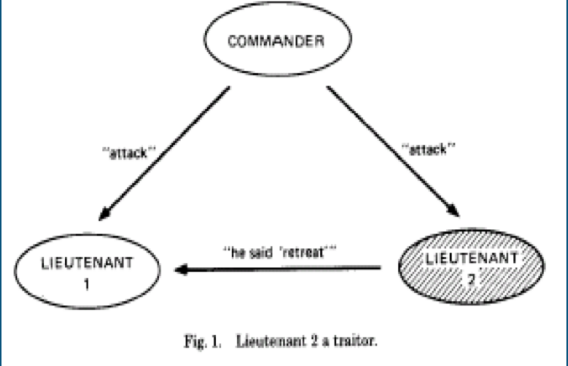 COMMANDER
"attack"
"attack"
"he said 'retreat'"
LIEUTENANT
1
LIEUTENANT
2
Fig. 1. Lieutenant 2 a traitor.